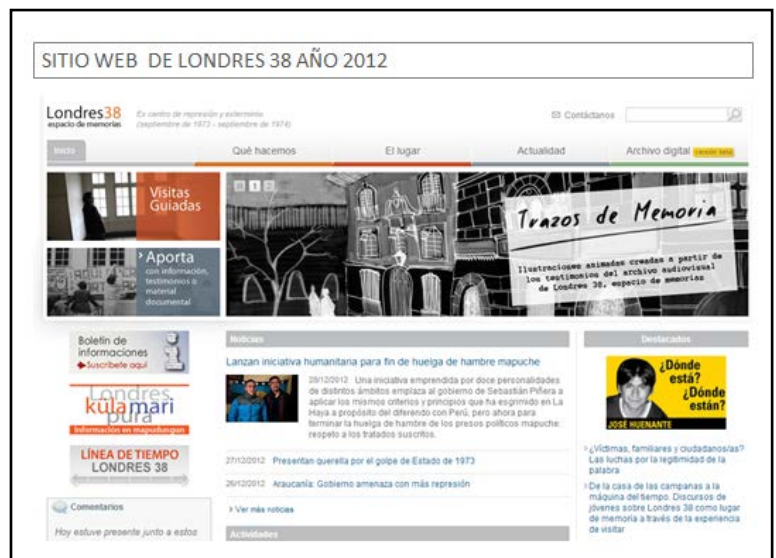 SITIO WEB DE LONDRES 38 AÑO 2012
Londres38
espacio de memorias
Ex centro de represión y exterminio
(septiembre de 1973 - septiembre de 1974)
Contáctanos
Inicio
Qué hacemos
El lugar
Actualidad
Archivo digital versión beta
Visitas
Guiadas
Aporta
con información,
testimonios o
material
documental
1
Trazos de Memoria
Ilustraciones animadas creadas a partir de
los testimonios del archivo audiovisual
de Londres 38, espacio de memorias
Boletín de
informaciones
Suscríbete aquí
Londres
küla mari
pura
Información en mapudungun
LÍNEA DE TIEMPO
LONDRES 38
Comentarios
Hoy estuve presente junto a estos
Noticias
Lanzan iniciativa humanitaria para fin de huelga de hambre mapuche
28/12/2012 Una iniciativa emprendida por doce personalidades
de distintos ámbitos emplaza al gobierno de Sebastián Piñera a
aplicar los mismos criterios y principios que ha esgrimido en La
Haya a propósito del diferendo con Perú, pero ahora para
terminar la huelga de hambre de los presos políticos mapuche:
respeto a los tratados suscritos.
27/12/2012 Presentan querella por el golpe de Estado de 1973
26/12/2012 Araucanía: Gobierno amenaza con más represión
› Ver más noticias
Actividades
Destacados
¿Dónde
está?
¿Dónde
están?
JOSÉ HUENANTE
› ¿Víctimas, familiares y ciudadanos/as?
Las luchas por la legitimidad de la
palabra
› De la casa de las campanas a la
máquina del tiempo. Discursos de
jóvenes sobre Londres 38 como lugar
de memoria a través de la experiencia
de visitar